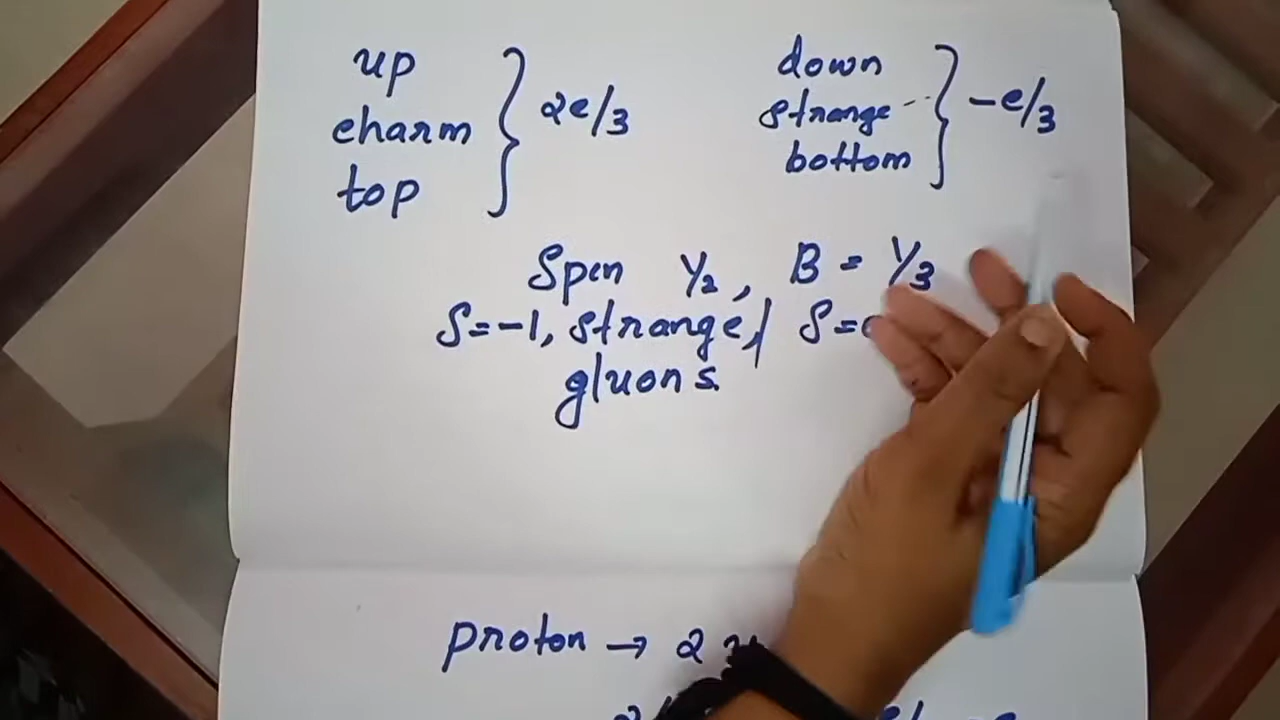 up
charm
top
} 2e/3
down
strange
bottom
} -e/3
Spin 1/2, B = 1/3
S=-1, strange, S=
gluons
proton → 2